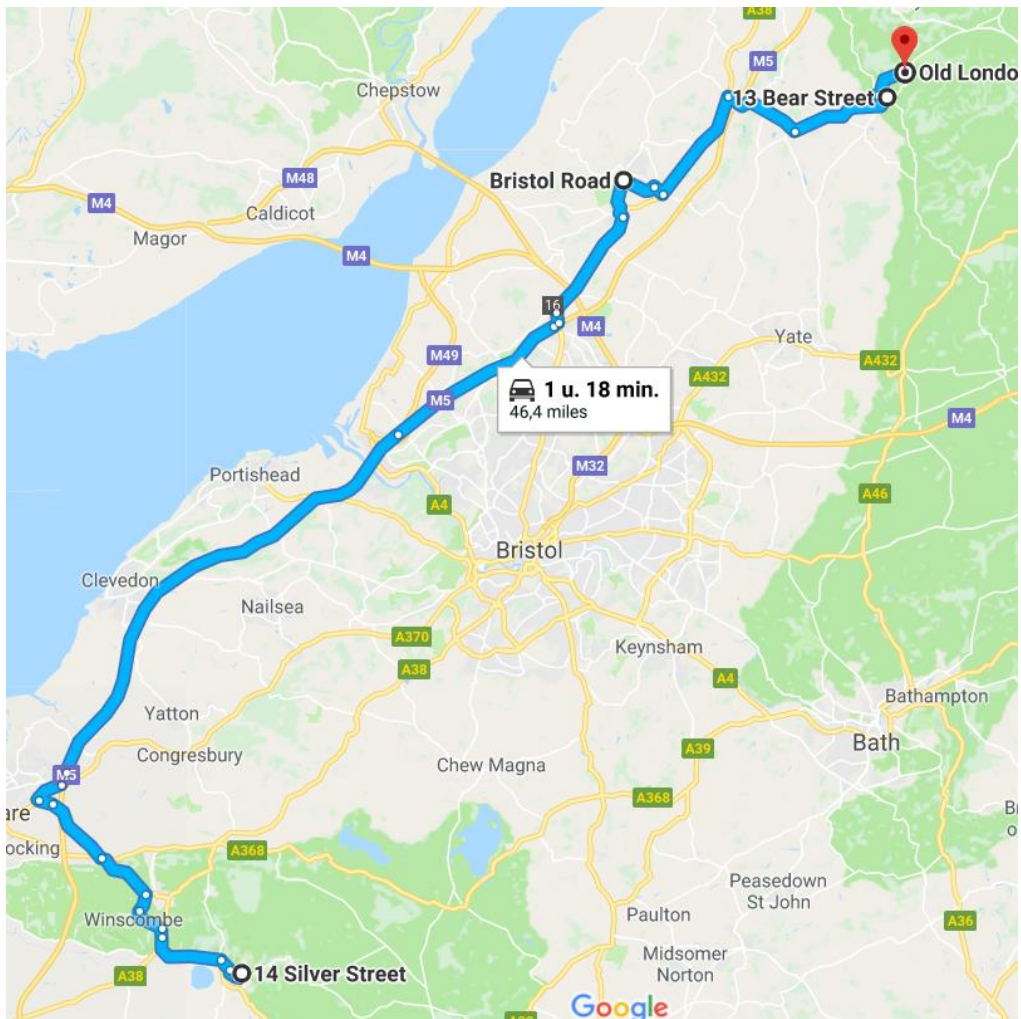 A38
M5
Old Londo
13 Bear Street
Chepstow
M48
Bristol Road
M4
Caldicot
Magor
M4
16
M4
Yate
M49
A432
A432
1 u. 18 min.
46,4 miles
M5
M4
M32
Portishead
A4
A46
Bristol
Clevedon
Nailsea
A370
Keynsham
A38
A4
Bathampton
Yatton
Bath
Congresbury
A39
Chew Magna
M5
A368
are
ocking
A368
Peasedown
St John
Winscombe
Paulton
A36
Midsomer
Norton
14 Silver Street
A38
Google